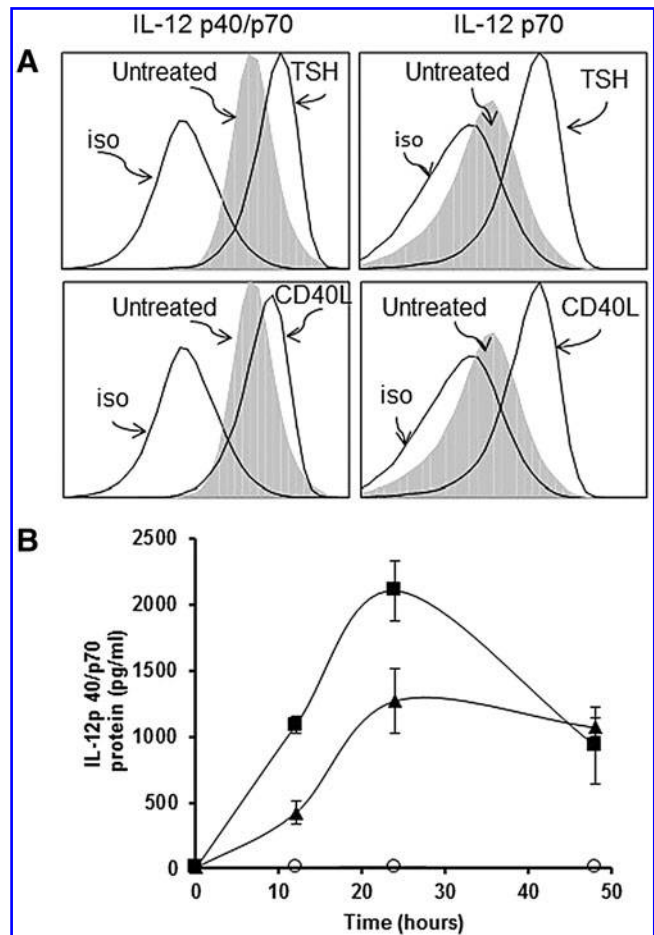 IL-12 p40/p70 IL-12 p70
A
Untreated TSH
iso
Untreated TSH
iso
Untreated CD40L
iso
Untreated CD40L
iso
B
IL-12p 40/p70
protein (pg/ml)
2500
2000
1500
1000
500
0
0 10 20 30 40 50
Time (hours)